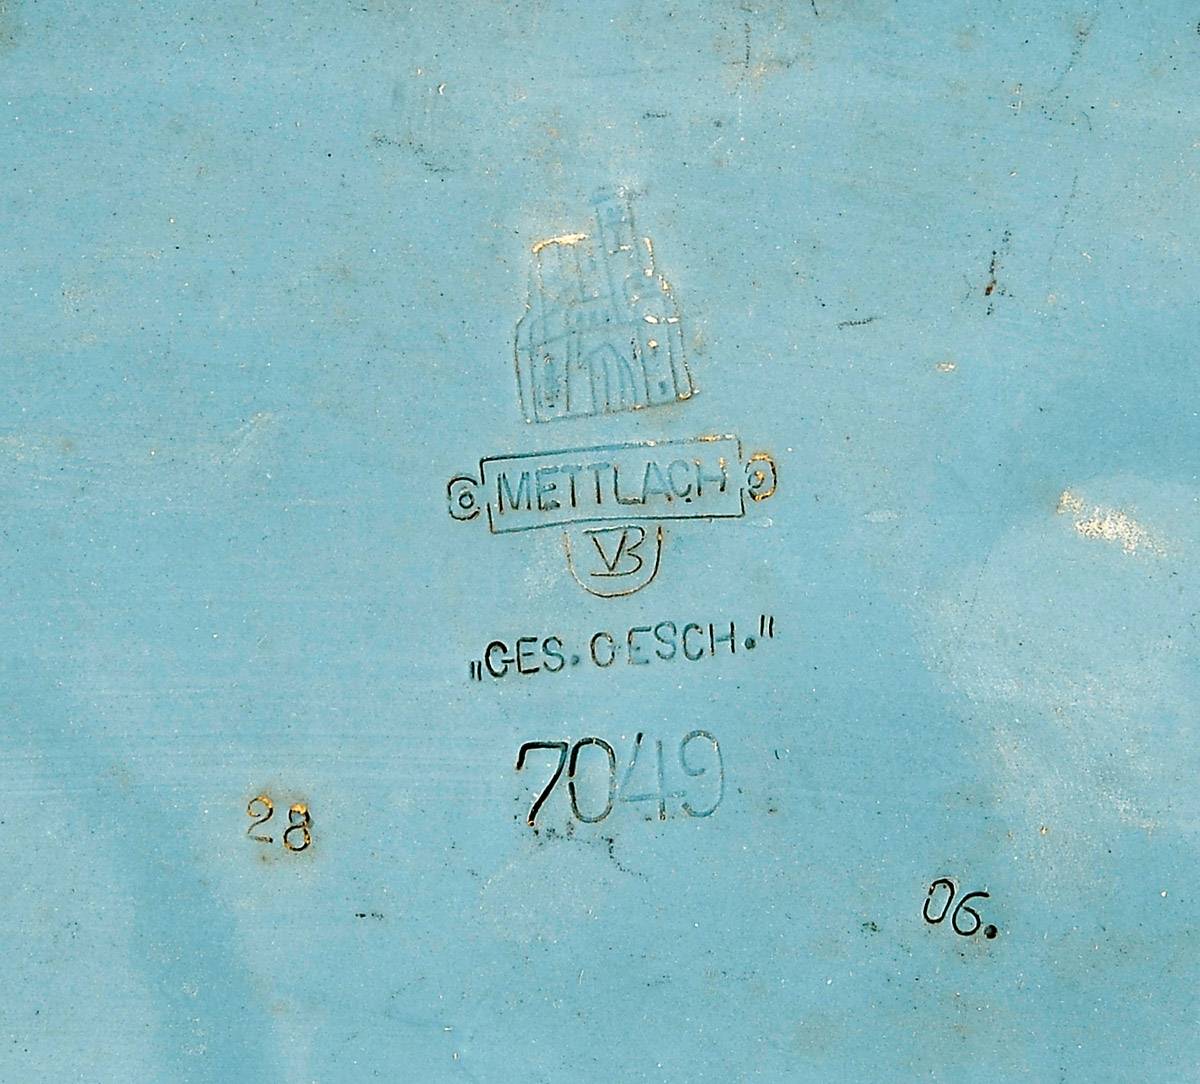 METTLACH
VB
„GES. GESCH."
7049
28
06.